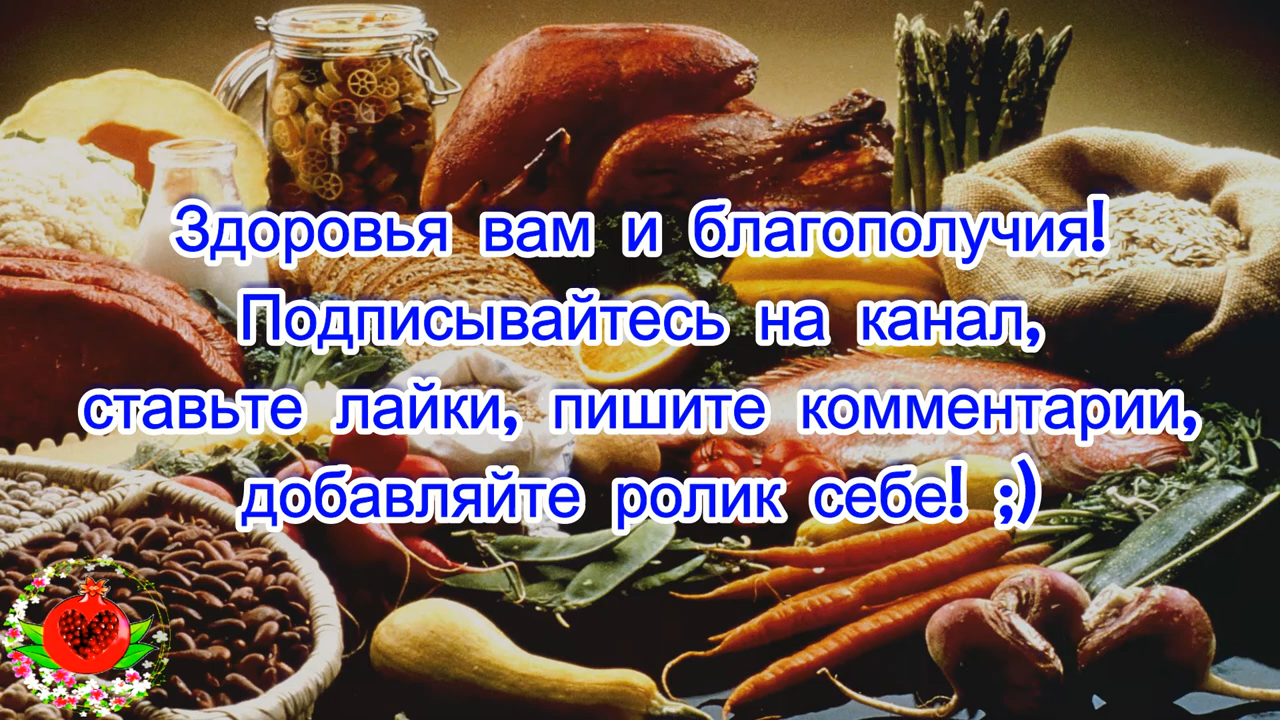 Здоровья вам и благополучия!
Подписывайтесь на канал,
ставьте лайки, пишите комментарии,
добавляйте ролик себе! ;)